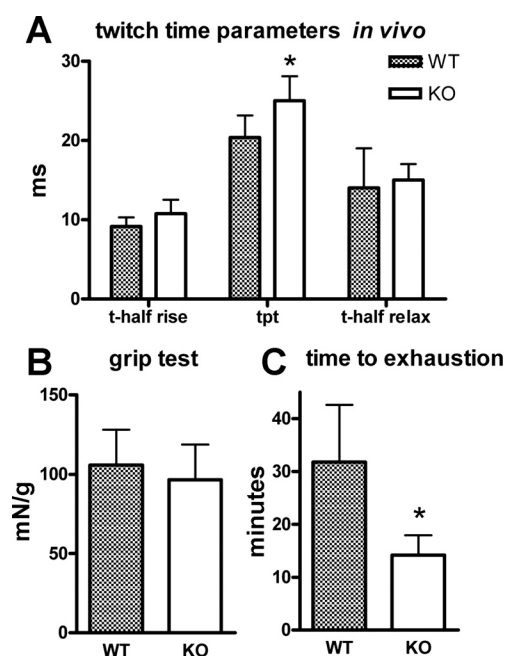 A twitch time parameters in vivo
30
20
10
0
ms
*
WT
KO
t-half rise tpt t-half relax
B grip test
150
100
50
0
mN/g
WT KO
C time to exhaustion
40
30
20
10
0
minutes
*
WT KO